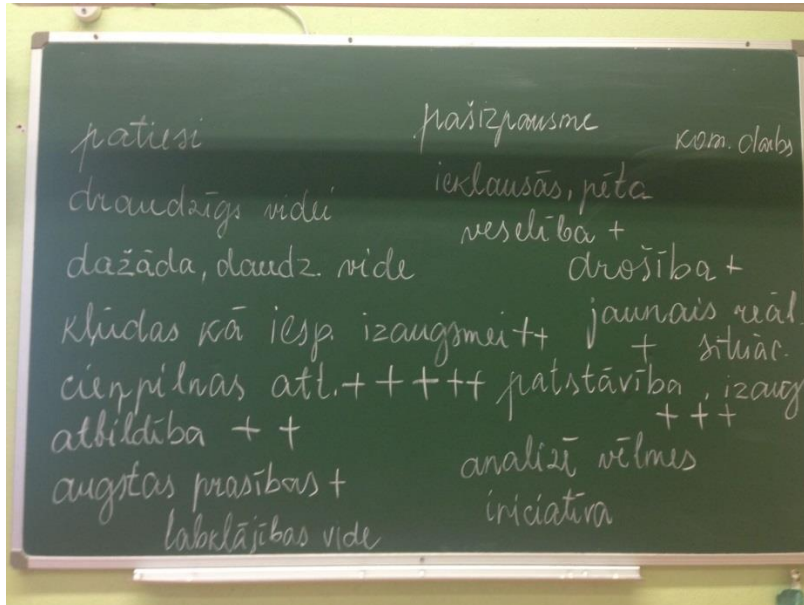 patiesi
draudzīgs videi
dažāda, daudz. vide
kļūdas kā iesp. izaugsmei ++
cieņpilnas att. + + + ++
atbildība + +
augstas prasības +
labklājības vide
pašizpausme
ieklausās, pēta
veselība +
drošība +
jaunais reāl.
+ situāc.
patstāvība, izaug
+ + +
analizē vēlmes
iniciatīva
kom. darbs